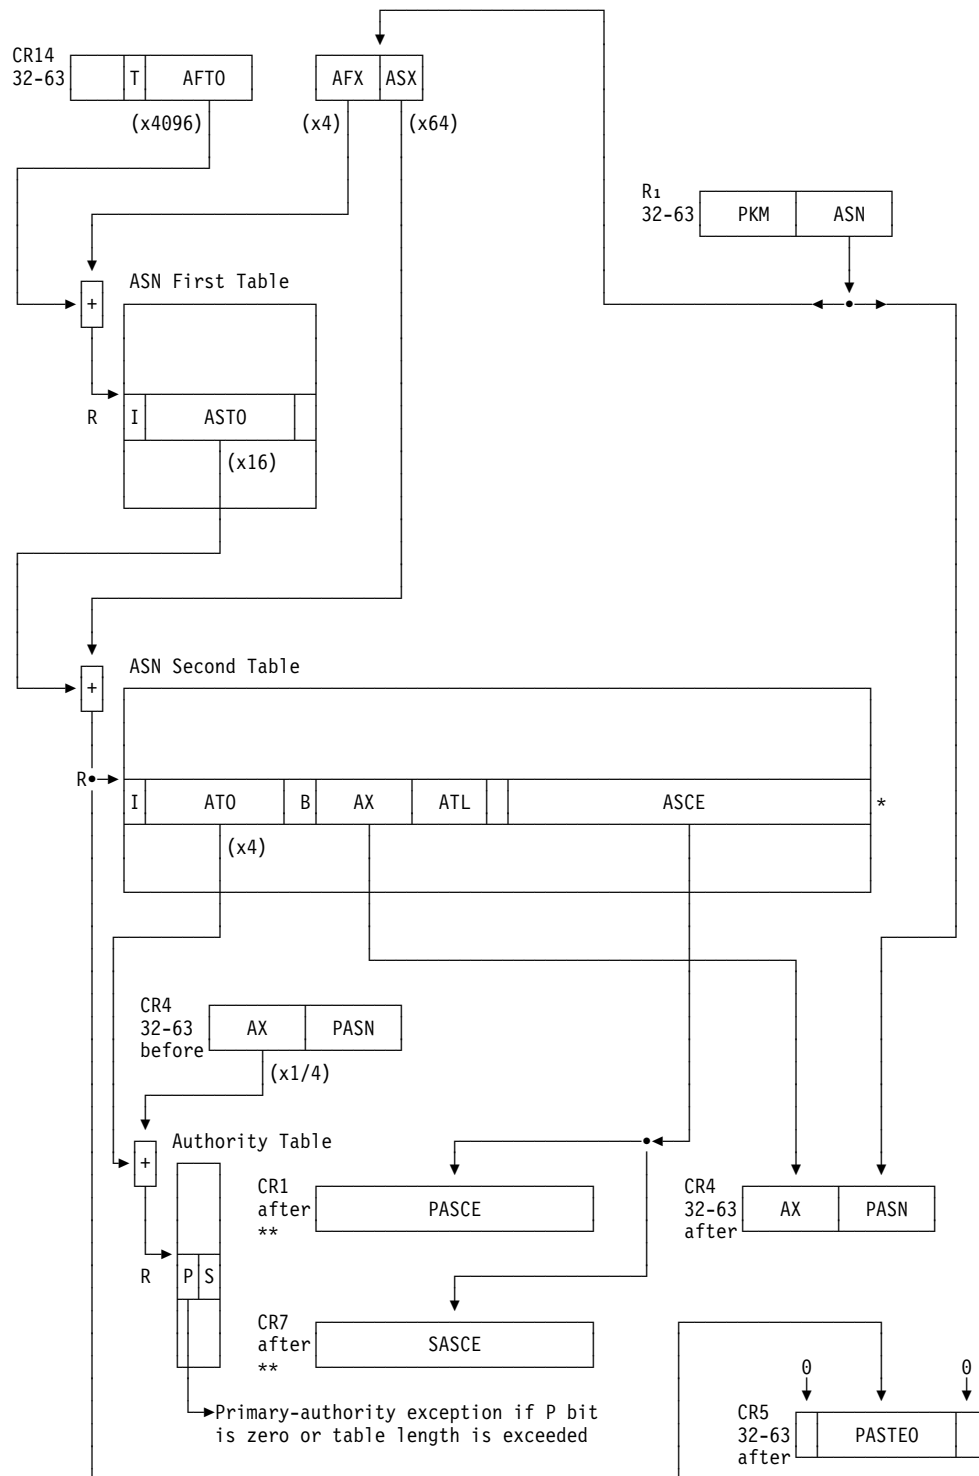 CR14
32-63
T AFTO
AFX ASX
(x4096) (x4) (x64)
R₁
32-63
PKM ASN
ASN First Table
+
R
I ASTO
(x16)
ASN Second Table
+
R
I ATO B AX ATL ASCE *
(x4)
CR4
32-63
before
AX PASN
(x1/4)
Authority Table
+
R
P S
CR1
after
**
PASCE
CR4
32-63
after
AX PASN
CR7
after
**
SASCE
0 0
CR5
32-63
after
PASTEO
Primary-authority exception if P bit
is zero or table length is exceeded